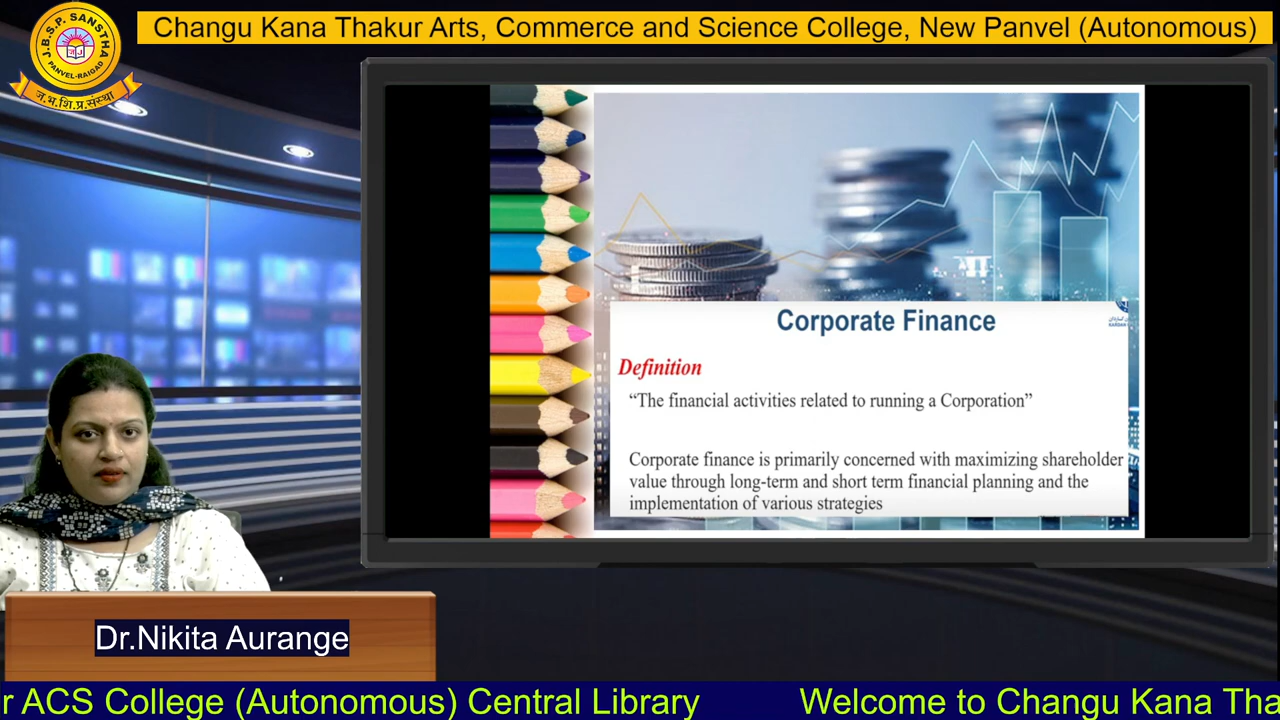 Changu Kana Thakur Arts, Commerce and Science College, New Panvel (Autonomous)
J.B.S.P. SANSTHA
PANVEL-RAIGAD
ज.भ.शि.प्र.संस्था
Corporate Finance
Definition
“The financial activities related to running a Corporation”
Corporate finance is primarily concerned with maximizing shareholder
value through long-term and short term financial planning and the
implementation of various strategies
Dr.Nikita Aurange
r ACS College (Autonomous) Central Library Welcome to Changu Kana Tha